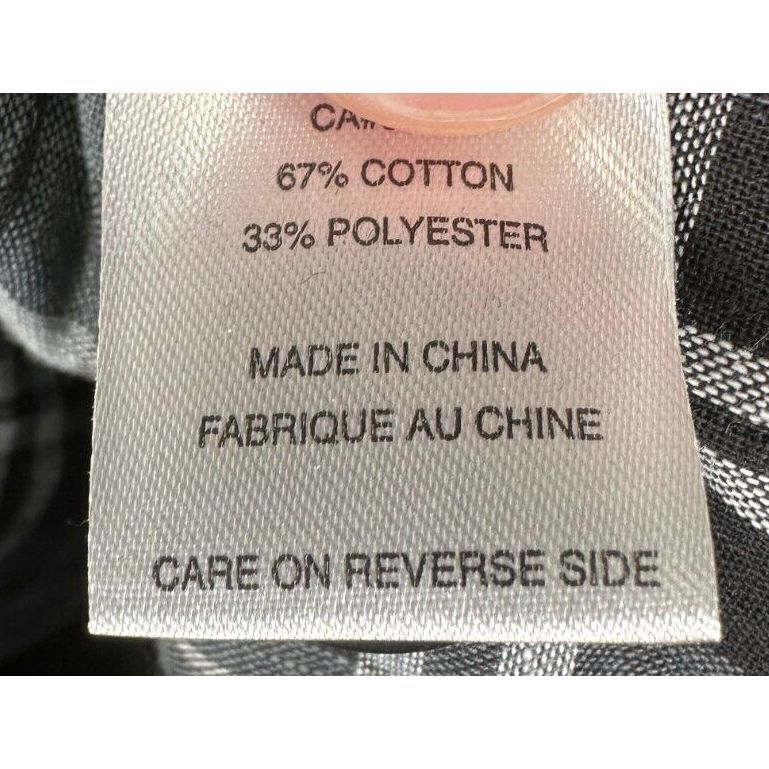 67% COTTON
33% POLYESTER
MADE IN CHINA
FABRIQUE AU CHINE
CARE ON REVERSE SIDE